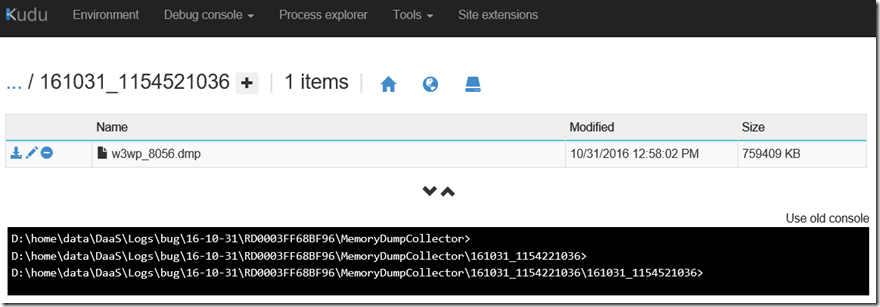 Kudu Environment Debug console Process explorer Tools Site extensions
... / 161031_1154521036 + | 1 items |
Name Modified Size
w3wp_8056.dmp 10/31/2016 12:58:02 PM 759409 KB
Use old console
D:\home\data\DaaS\Logs\bug\16-10-31\RD0003FF68BF96\MemoryDumpCollector>
D:\home\data\DaaS\Logs\bug\16-10-31\RD0003FF68BF96\MemoryDumpCollector\161031_1154221036>
D:\home\data\DaaS\Logs\bug\16-10-31\RD0003FF68BF96\MemoryDumpCollector\161031_1154221036\161031_1154521036>